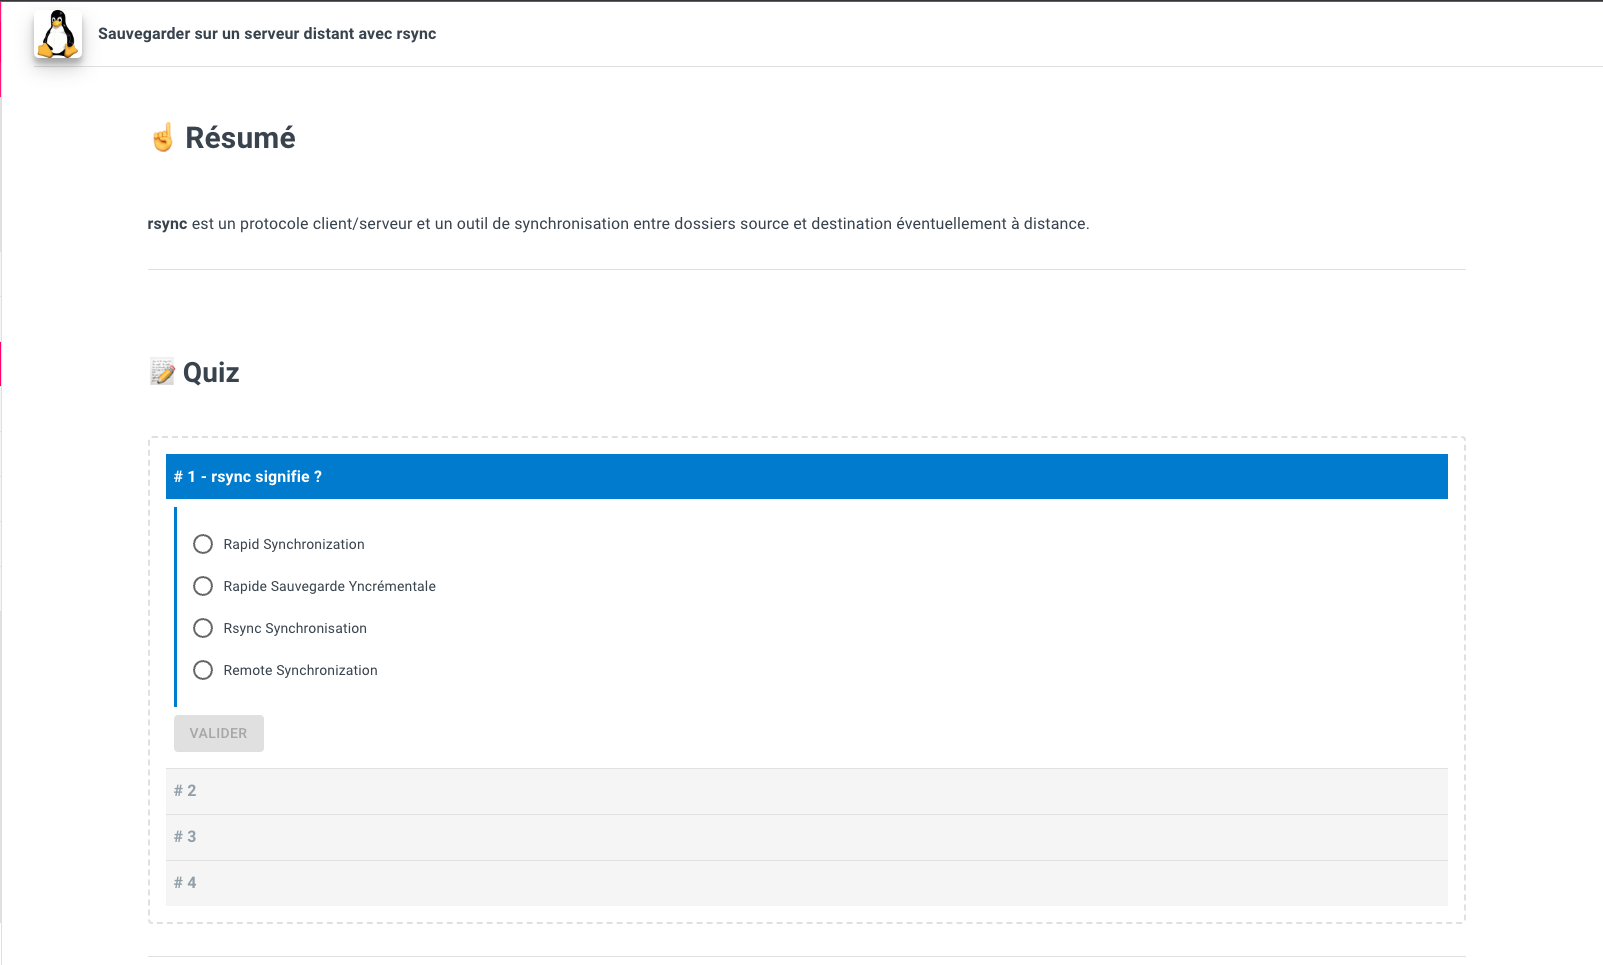 Sauvegarder sur un serveur distant avec rsync
☝️ Résumé
rsync est un protocole client/serveur et un outil de synchronisation entre dossiers source et destination éventuellement à distance.
📝 Quiz
# 1 - rsync signifie ?
Rapid Synchronization
Rapide Sauvegarde Yncrémentale
Rsync Synchronisation
Remote Synchronization
VALIDER
# 2
# 3
# 4